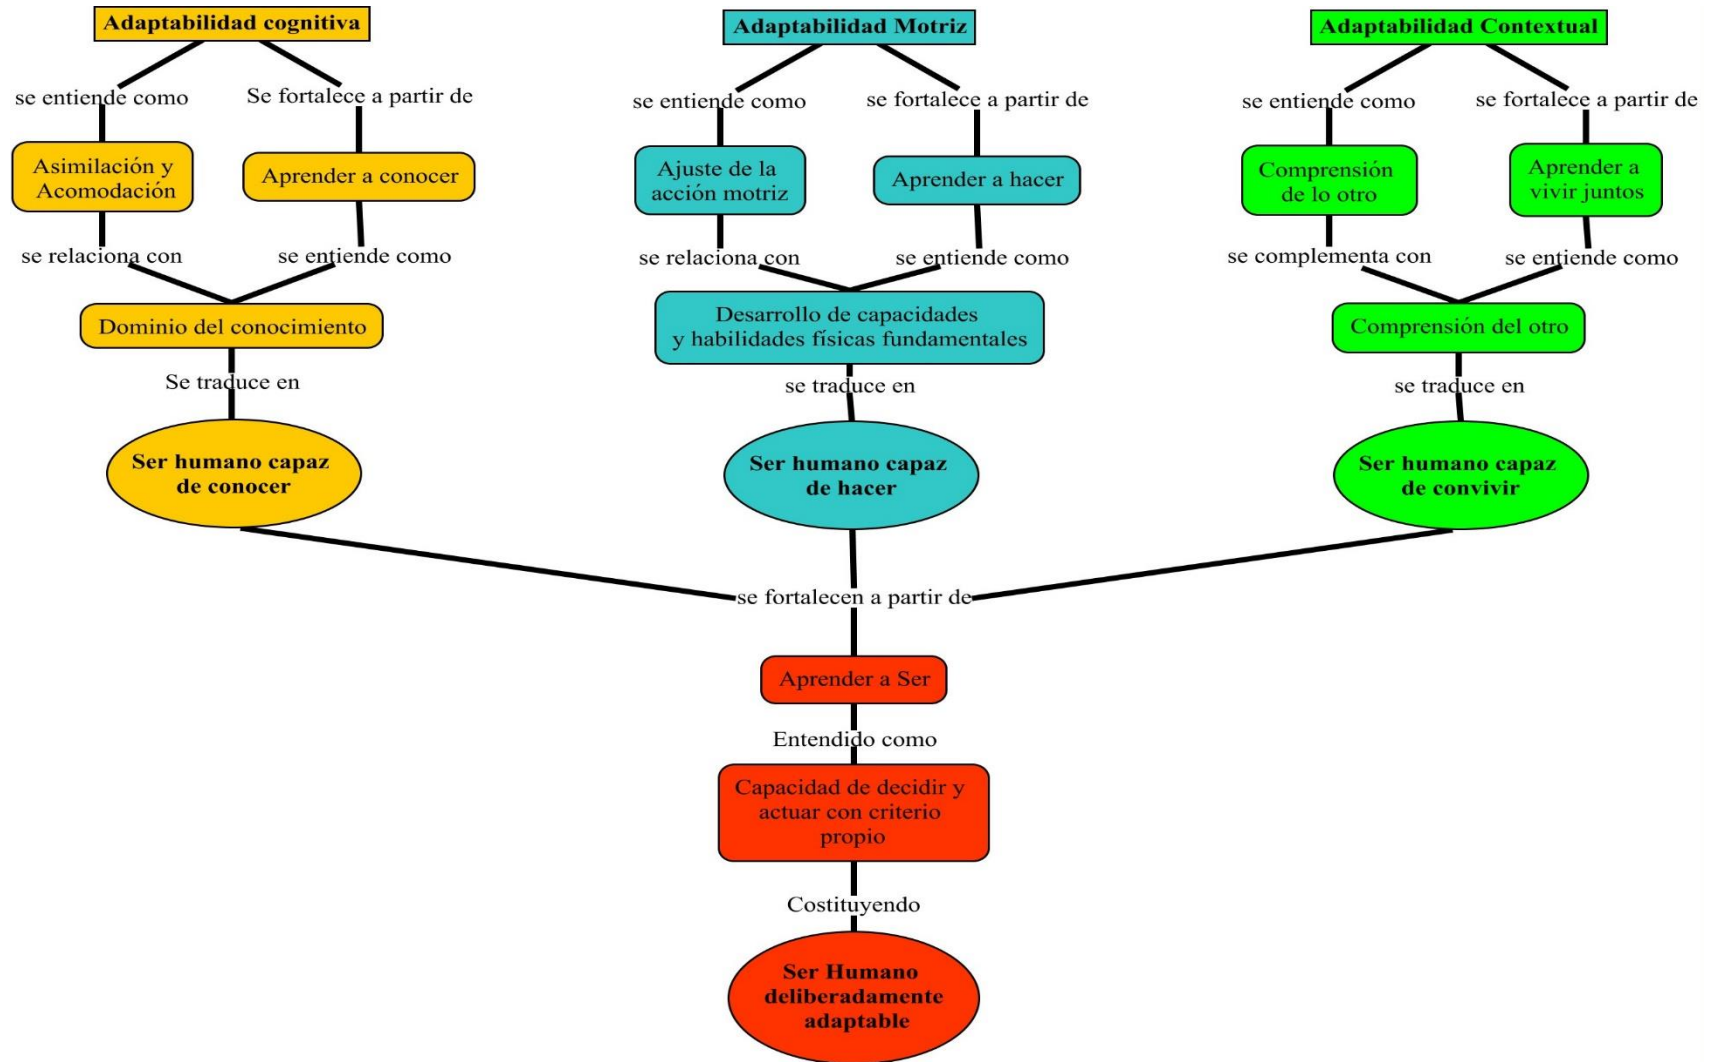 Adaptabilidad cognitiva
Adaptabilidad Motriz
Adaptabilidad Contextual
se entiende como
Se fortalece a partir de
se entiende como
se fortalece a partir de
se entiende como
se fortalece a partir de
Asimilación y
Acomodación
Aprender a conocer
Ajuste de la
acción motriz
Aprender a hacer
Comprensión
de lo otro
Aprender a
vivir juntos
se relaciona con
se entiende como
se relaciona con
se entiende como
se complementa con
se entiende como
Dominio del conocimiento
Desarrollo de capacidades
y habilidades físicas fundamentales
Comprensión del otro
Se traduce en
se traduce en
se traduce en
Ser humano capaz
de conocer
Ser humano capaz
de hacer
Ser humano capaz
de convivir
se fortalecen a partir de
Aprender a Ser
Entendido como
Capacidad de decidir y
actuar con criterio
propio
Costituyendo
Ser Humano
deliberadamente
adaptable